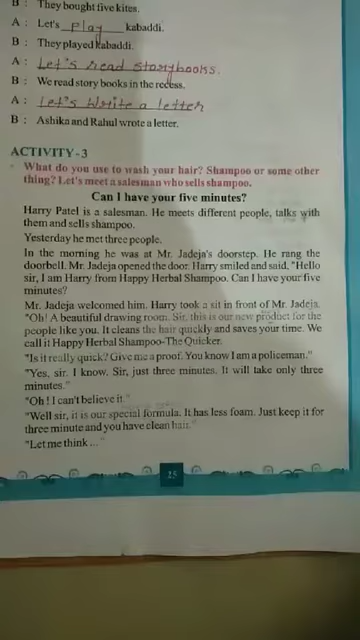 B : They bought five kites.
A : Let's play kabaddi.
B : They played kabaddi.
A : Let's read storybooks.
B : We read story books in the recess.
A : Let's write a letter
B : Ashika and Rahul wrote a letter.
ACTIVITY - 3
What do you use to wash your hair? Shampoo or some other
thing? Let's meet a salesman who sells shampoo.
Can I have your five minutes?
Harry Patel is a salesman. He meets different people, talks with
them and sells shampoo.
Yesterday he met three people.
In the morning he was at Mr. Jadeja's doorstep. He rang the
doorbell. Mr. Jadeja opened the door. Harry smiled and said, "Hello
sir, I am Harry from Happy Herbal Shampoo. Can I have your five
minutes?
Mr. Jadeja welcomed him. Harry took a sit in front of Mr. Jadeja.
"Oh! A beautiful drawing room. Sir, this is our new product for the
people like you. It cleans the hair quickly and saves your time. We
call it Happy Herbal Shampoo-The Quicker.
"Is it really quick? Give me a proof. You know I am a policeman."
"Yes, sir. I know. Sir, just three minutes. It will take only three
minutes."
"Oh! I can't believe it."
"Well sir, it is our special formula. It has less foam. Just keep it for
three minute and you have clean hair."
"Let me think ... "
15